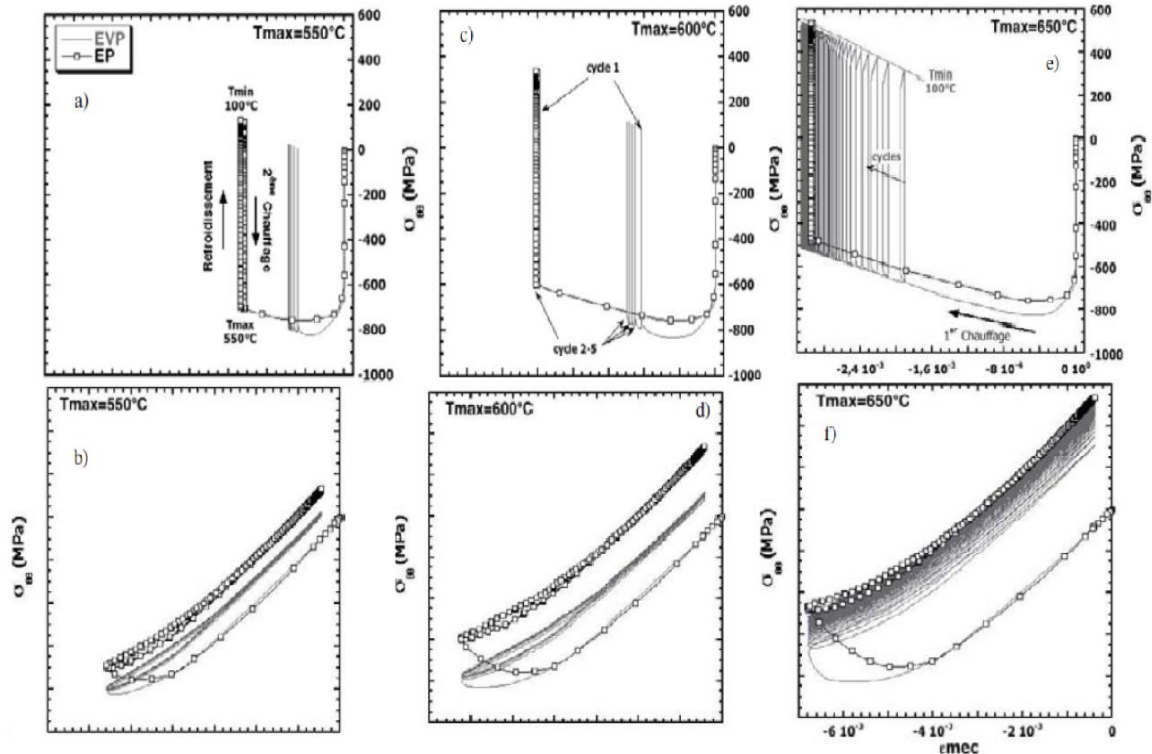 Tmax=550°C
EVP
EP
a)
Tmin
100°C
Refroidissement
2ème Chauffage
Tmax
550°C
600
400
200
0
-200
-400
-600
-800
-1000
σθθ (MPa)
c)
Tmax=600°C
cycle 1
cycle 2-5
600
400
200
0
-200
-400
-600
-800
-1000
σθθ (MPa)
Tmax=650°C
e)
Tmin
100°C
cycles
1er Chauffage
600
400
200
0
-200
-400
-600
-800
-1000
σθθ (MPa)
-2,4 10⁻³
-1,6 10⁻³
-8 10⁻⁴
0 10⁰
Tmax=550°C
b)
σθθ (MPa)
Tmax=600°C
d)
σθθ (MPa)
Tmax=650°C
f)
σθθ (MPa)
-6 10⁻³
-4 10⁻³
-2 10⁻³
0
εmec